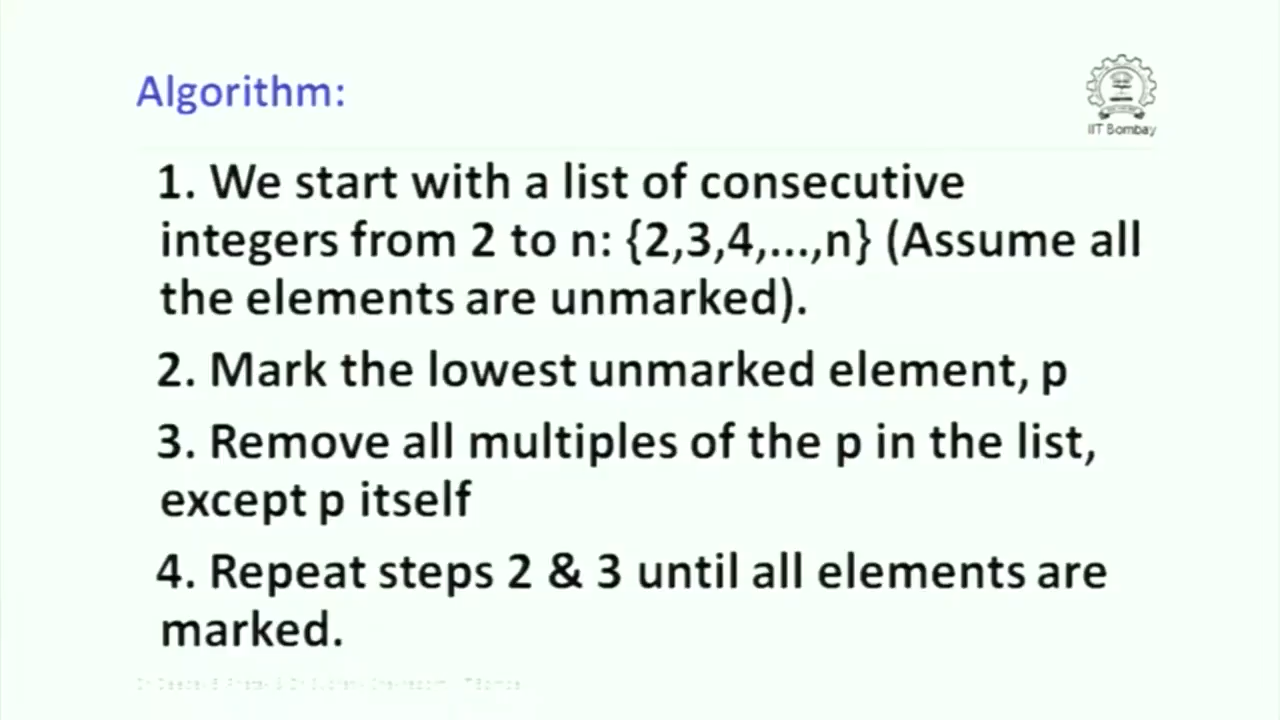 Algorithm:
IIT Bombay
1. We start with a list of consecutive
integers from 2 to n: {2,3,4,...,n} (Assume all
the elements are unmarked).
2. Mark the lowest unmarked element, p
3. Remove all multiples of the p in the list,
except p itself
4. Repeat steps 2 & 3 until all elements are
marked.